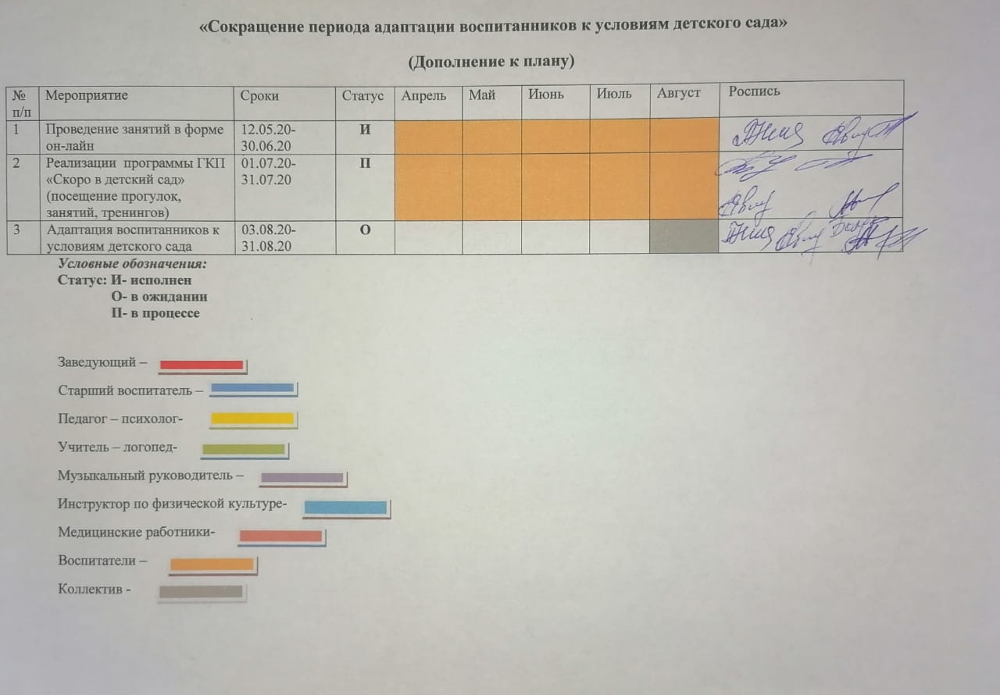 «Сокращение периода адаптации воспитанников к условиям детского сада»
(Дополнение к плану)
№ п/п Мероприятие Сроки Статус Апрель Май Июнь Июль Август Роспись
1 Проведение занятий в форме 12.05.20- И
он-лайн 30.06.20
2 Реализации программы ГКП 01.07.20- П
«Скоро в детский сад» 31.07.20
(посещение прогулок,
занятий, тренингов)
3 Адаптация воспитанников к 03.08.20- О
условиям детского сада 31.08.20
Условные обозначения:
Статус: И- исполнен
О- в ожидании
П- в процессе
Заведующий –
Старший воспитатель –
Педагог – психолог-
Учитель – логопед-
Музыкальный руководитель –
Инструктор по физической культуре-
Медицинские работники-
Воспитатели –
Коллектив -